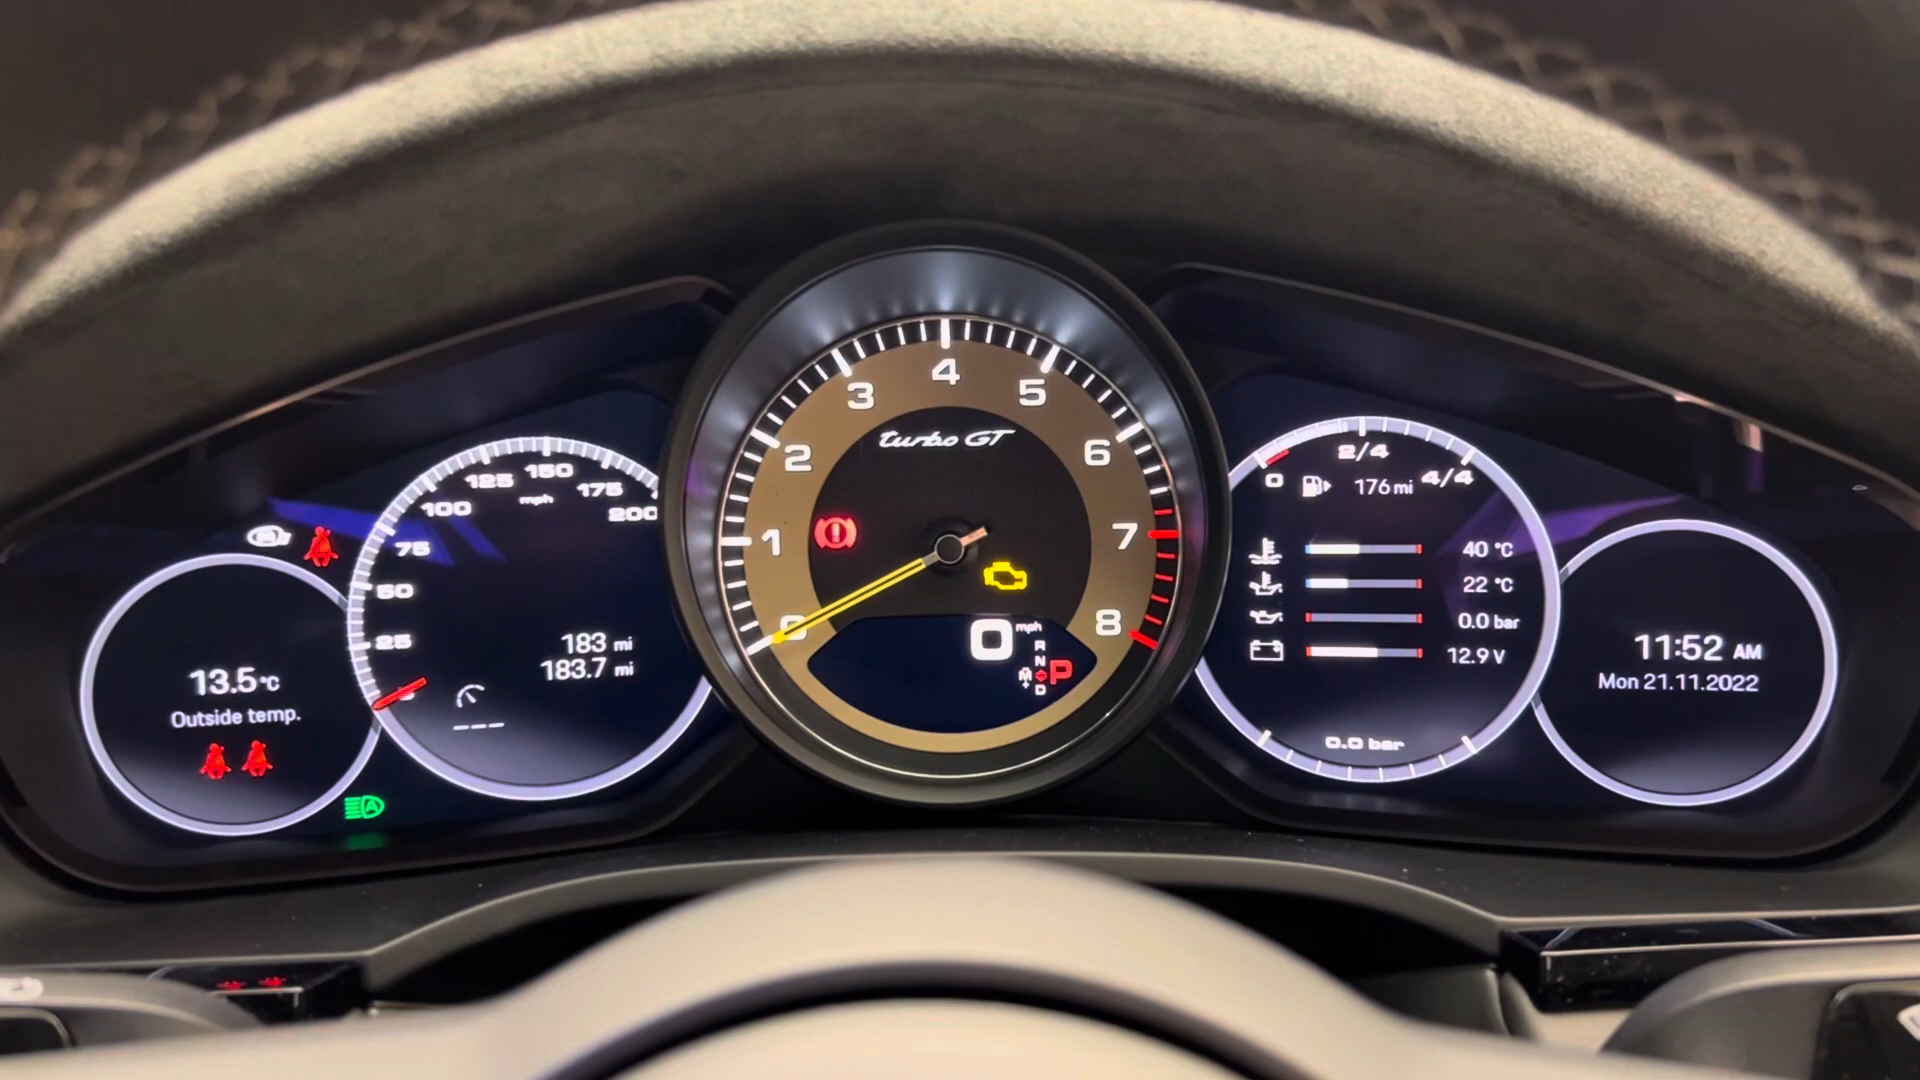 13.5 °C
Outside temp.
A
0
25
50
75
100
125
150
175
200
mph
183 mi
183.7 mi
---
0
1
2
3
4
5
6
7
8
turbo GT
0 mph
R
N
D
M
+
P
0
2/4
4/4
176 mi
40 °C
22 °C
0.0 bar
12.9 V
0.0 bar
11:52 AM
Mon 21.11.2022